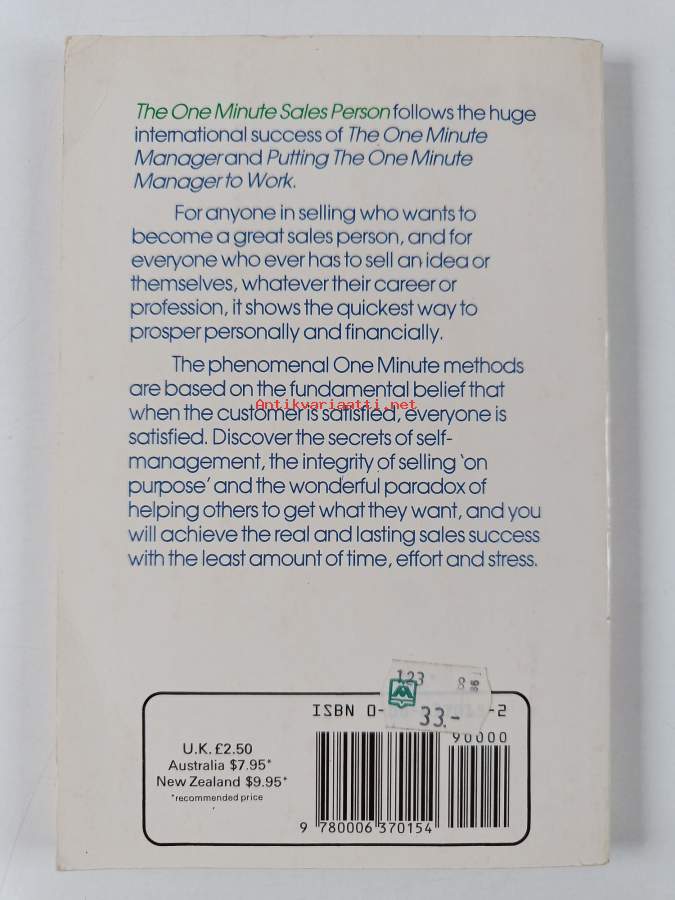 The One Minute Sales Person follows the huge
international success of The One Minute
Manager and Putting The One Minute
Manager to Work.
For anyone in selling who wants to
become a great sales person, and for
everyone who ever has to sell an idea or
themselves, whatever their career or
profession, it shows the quickest way to
prosper personally and financially.
The phenomenal One Minute methods
are based on the fundamental belief that
Antikvariaatti.net
when the customer is satisfied, everyone is
satisfied. Discover the secrets of self-
management, the integrity of selling 'on
purpose' and the wonderful paradox of
helping others to get what they want, and you
will achieve the real and lasting sales success
with the least amount of time, effort and stress.
123 8
33.-
ISBN 0- -2
90000
U.K. £2.50
Australia $7.95*
New Zealand $9.95*
*recommended price
9 780006 370154